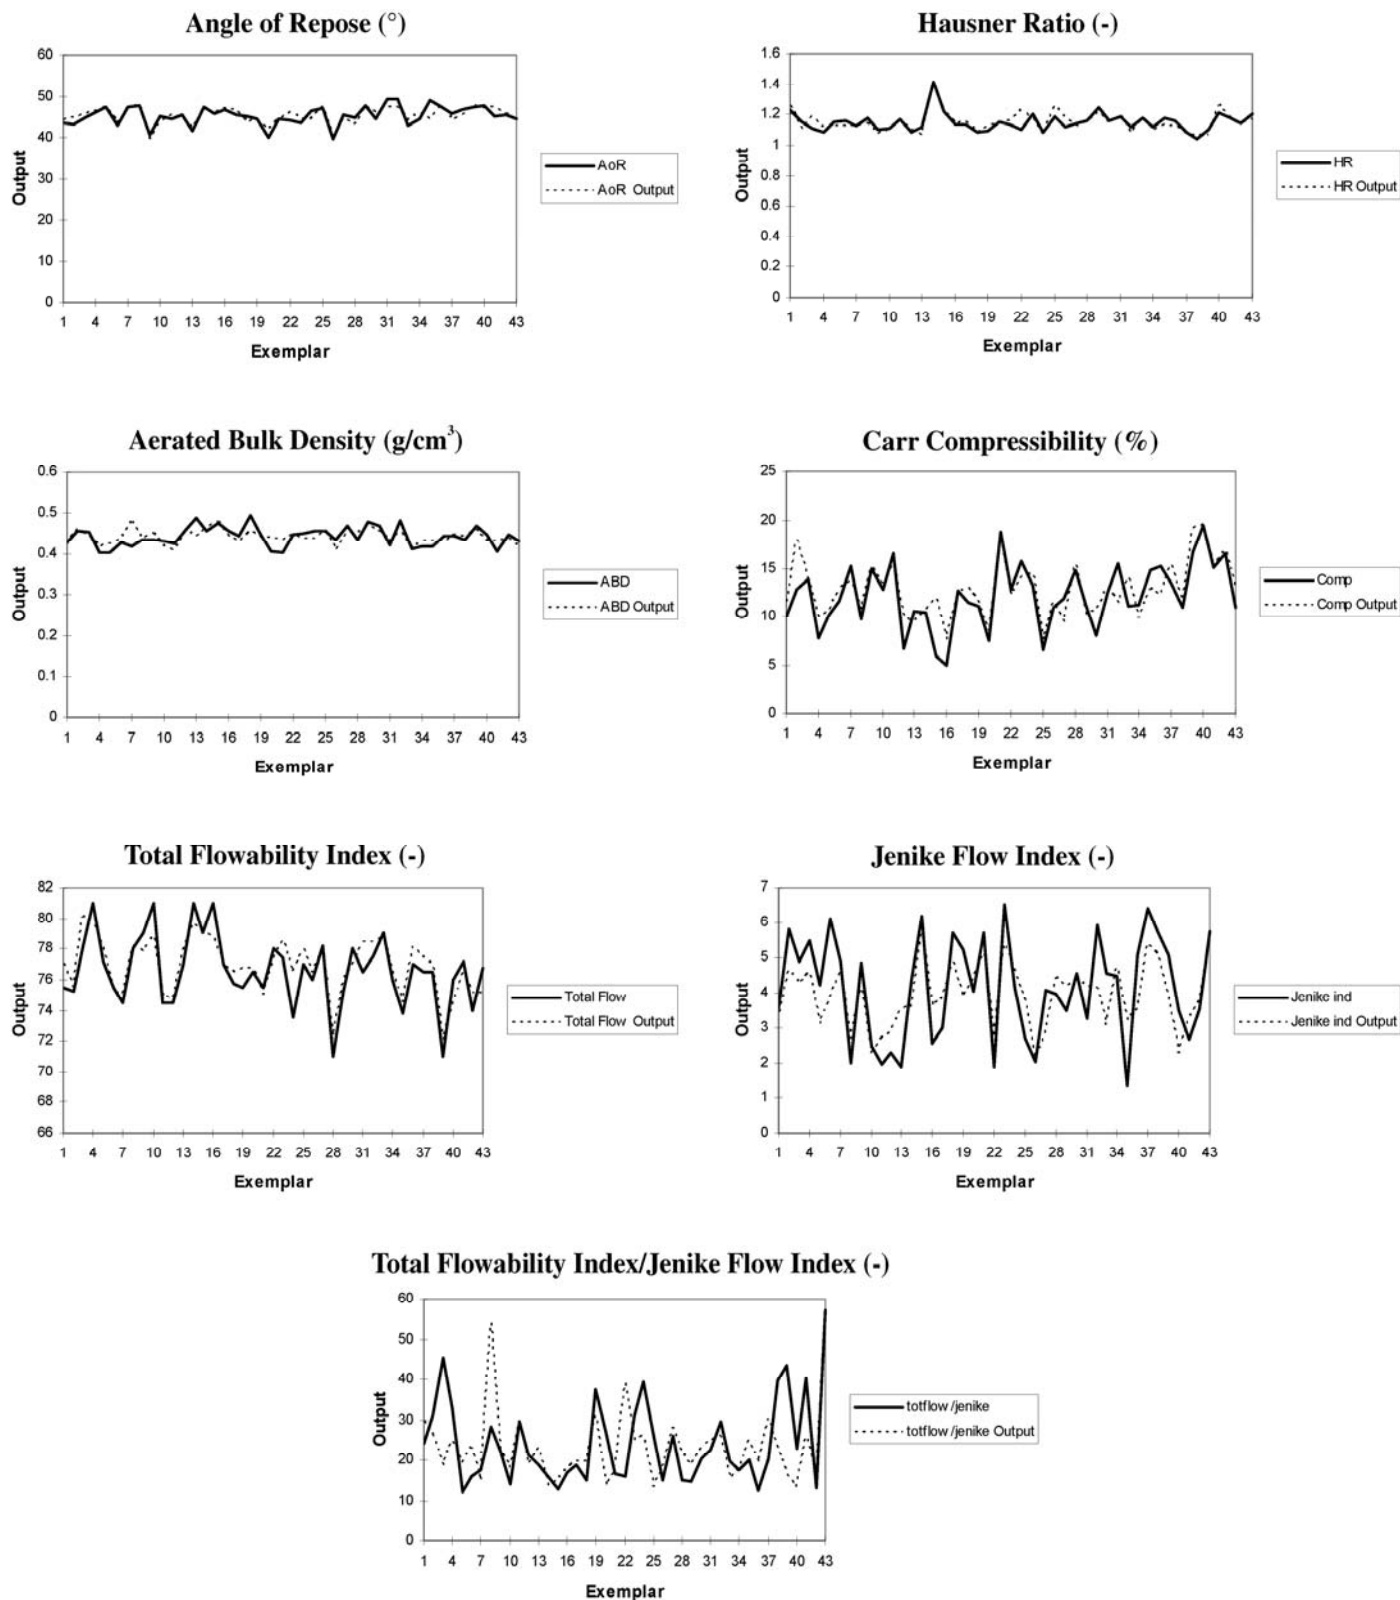 Angle of Repose (°)
60
50
40
30
20
10
0
Output
1 4 7 10 13 16 19 22 25 28 31 34 37 40 43
Exemplar
AoR
AoR Output
Hausner Ratio (-)
1.6
1.4
1.2
1
0.8
0.6
0.4
0.2
0
Output
1 4 7 10 13 16 19 22 25 28 31 34 37 40 43
Exemplar
HR
HR Output
Aerated Bulk Density (g/cm³)
0.6
0.5
0.4
0.3
0.2
0.1
0
Output
1 4 7 10 13 16 19 22 25 28 31 34 37 40 43
Exemplar
ABD
ABD Output
Carr Compressibility (%)
25
20
15
10
5
0
Output
1 4 7 10 13 16 19 22 25 28 31 34 37 40 43
Exemplar
Comp
Comp Output
Total Flowability Index (-)
82
80
78
76
74
72
70
68
66
Output
1 4 7 10 13 16 19 22 25 28 31 34 37 40 43
Exemplar
Total Flow
Total Flow Output
Jenike Flow Index (-)
7
6
5
4
3
2
1
0
Output
1 4 7 10 13 16 19 22 25 28 31 34 37 40 43
Exemplar
Jenike ind
Jenike ind Output
Total Flowability Index/Jenike Flow Index (-)
60
50
40
30
20
10
0
Output
1 4 7 10 13 16 19 22 25 28 31 34 37 40 43
Exemplar
totflow/jenike
totflow/jenike Output